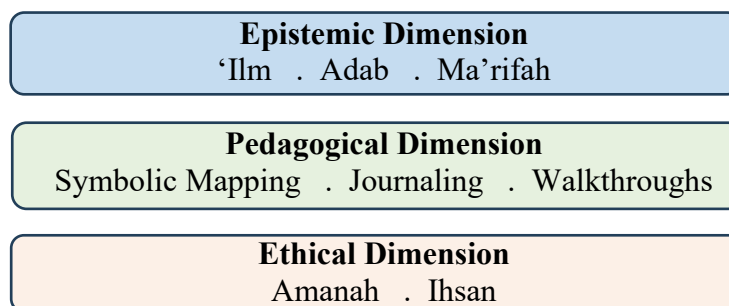 Epistemic Dimension
‘Ilm . Adab . Ma’rifah
Pedagogical Dimension
Symbolic Mapping . Journaling . Walkthroughs
Ethical Dimension
Amanah . Ihsan